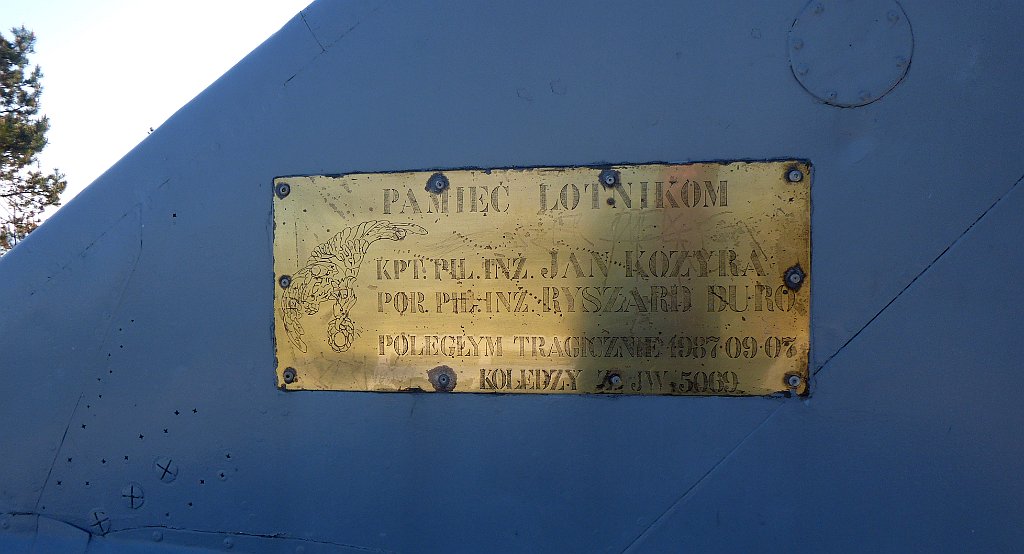 PAMIĘĆ LOTNIKOM
KPT. PIL. INŻ. JAN KOZYRA
POR. PIL. INŻ. RYSZARD BURO
POLEGŁYM TRAGICZNIE 1987·09·07
KOLEDZY Z JW. 5069